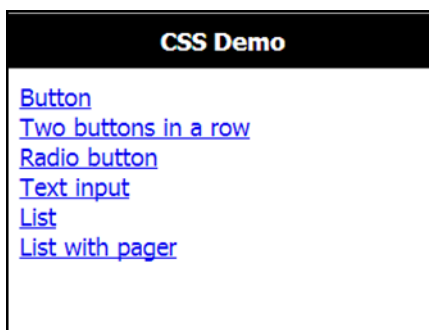 CSS Demo
Button
Two buttons in a row
Radio button
Text input
List
List with pager